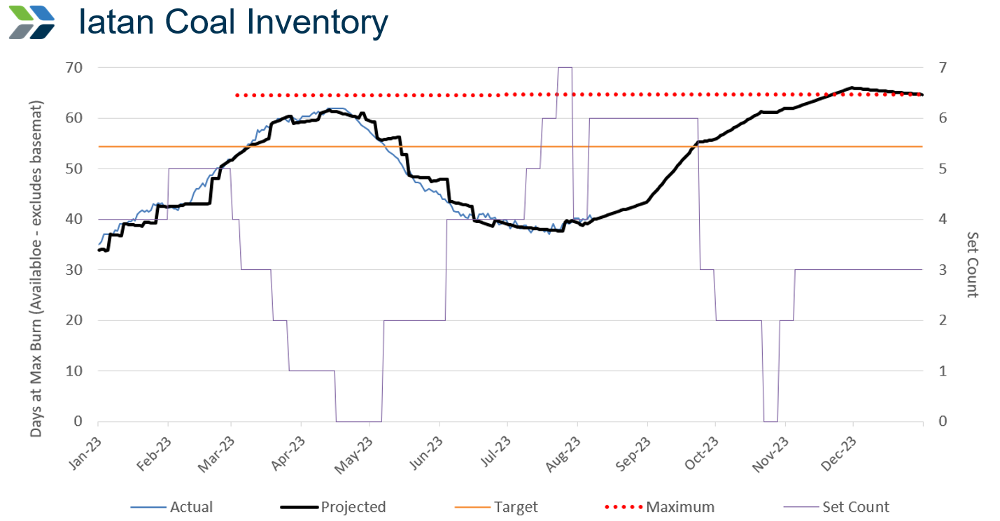 Iatan Coal Inventory
Days at Max Burn (Availabloe - excludes basemat)
70
60
50
40
30
20
10
0
7
6
5
4
3
2
1
0
Set Count
Jan-23
Feb-23
Mar-23
Apr-23
May-23
Jun-23
Jul-23
Aug-23
Sep-23
Oct-23
Nov-23
Dec-23
Actual
Projected
Target
Maximum
Set Count